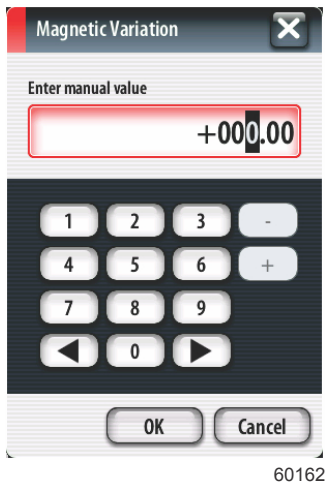 Magnetic Variation
Enter manual value
+000.00
1 2 3 -
4 5 6 +
7 8 9
0
OK Cancel
60162